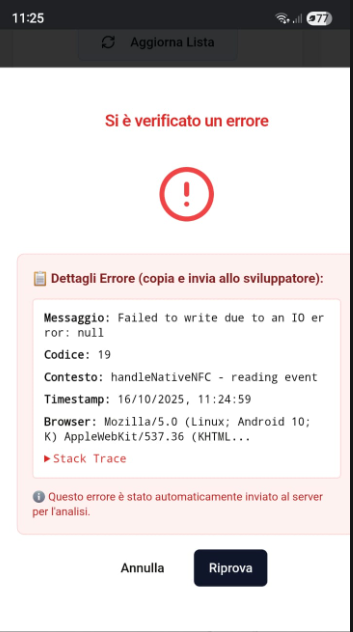 11:25
77
Aggiorna Lista
Si è verificato un errore
📋 Dettagli Errore (copia e invia allo sviluppatore):
Messaggio: Failed to write due to an IO er
ror: null
Codice: 19
Contesto: handleNativeNFC - reading event
Timestamp: 16/10/2025, 11:24:59
Browser: Mozilla/5.0 (Linux; Android 10;
K) AppleWebKit/537.36 (KHTML...
▶Stack Trace
ℹ️ Questo errore è stato automaticamente inviato al server
per l'analisi.
Annulla
Riprova